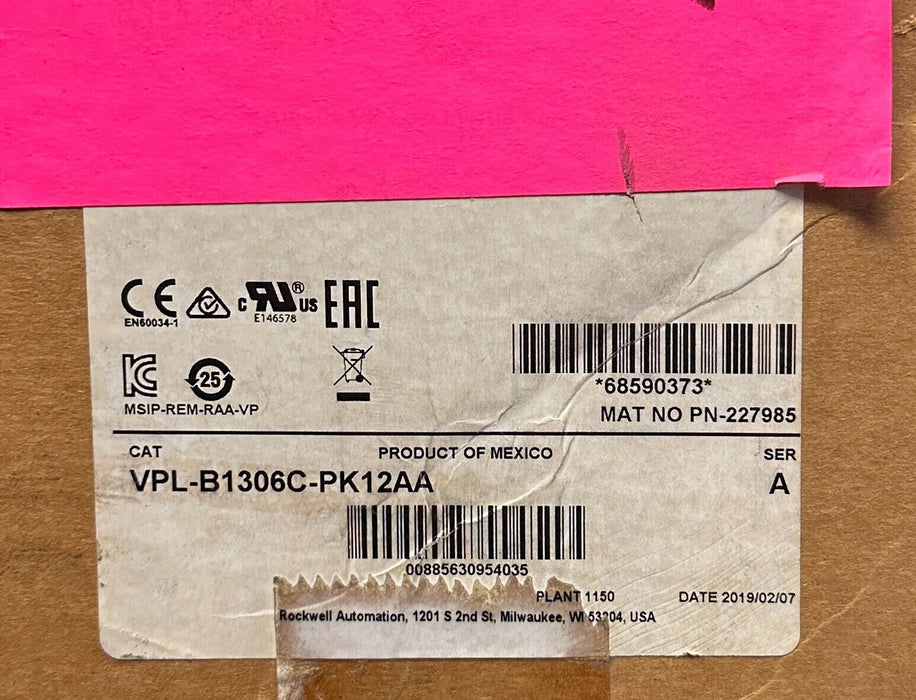 CE
EN60034-1
c RU® US
E146578
EAC
KC
MSIP-REM-RAA-VP
25
*68590373*
MAT NO PN-227985
CAT
PRODUCT OF MEXICO
SER
VPL-B1306C-PK12AA
A
00885630954035
PLANT 1150
DATE 2019/02/07
Rockwell Automation, 1201 S 2nd St, Milwaukee, WI 53204, USA